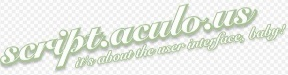 script.aculo.us
it's about the user interface, baby!